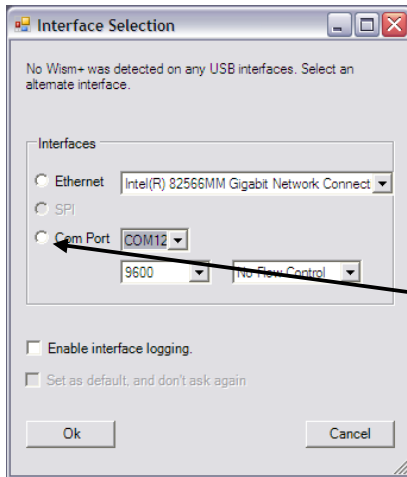 Interface Selection
No Wism+ was detected on any USB interfaces. Select an
alternate interface.
Interfaces
Ethernet Intel(R) 82566MM Gigabit Network Connect
SPI
Com Port COM12
9600 No Flow Control
Enable interface logging.
Set as default, and don't ask again
Ok Cancel